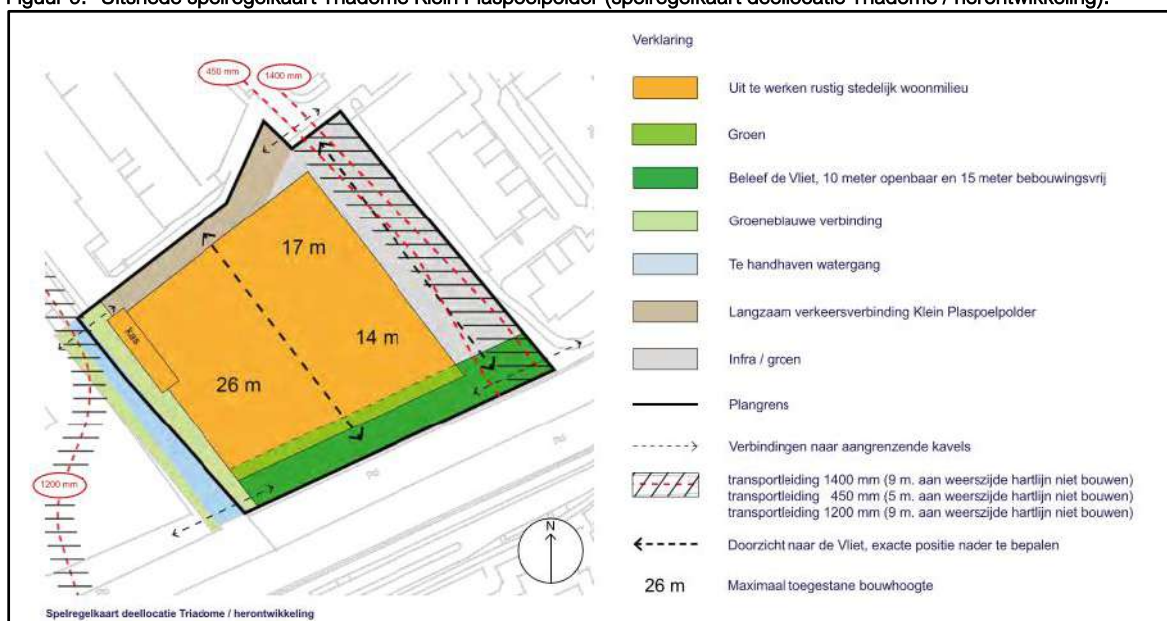 Figuur 6: Uitsnede spelregelkaart Triadome Klein Plaspoelpolder (spelregelkaart deellocatie Triadome / herontwikkeling).
Verklaring
450 mm
1400 mm
Uit te werken rustig stedelijk woonmilieu
Groen
Beleef de Vliet, 10 meter openbaar en 15 meter bebouwingsvrij
Groeneblauwe verbinding
17 m
Te handhaven watergang
Langzaam verkeersverbinding Klein Plaspoelpolder
kas
14 m
Infra / groen
26 m
Plangrens
Verbindingen naar aangrenzende kavels
1200 mm
transportleiding 1400 mm (9 m. aan weerszijde hartlijn niet bouwen)
transportleiding 450 mm (5 m. aan weerszijde hartlijn niet bouwen)
transportleiding 1200 mm (9 m. aan weerszijde hartlijn niet bouwen)
N
Doorzicht naar de Vliet, exacte positie nader te bepalen
26 m
Maximaal toegestane bouwhoogte
Spelregelkaart deellocatie Triadome / herontwikkeling